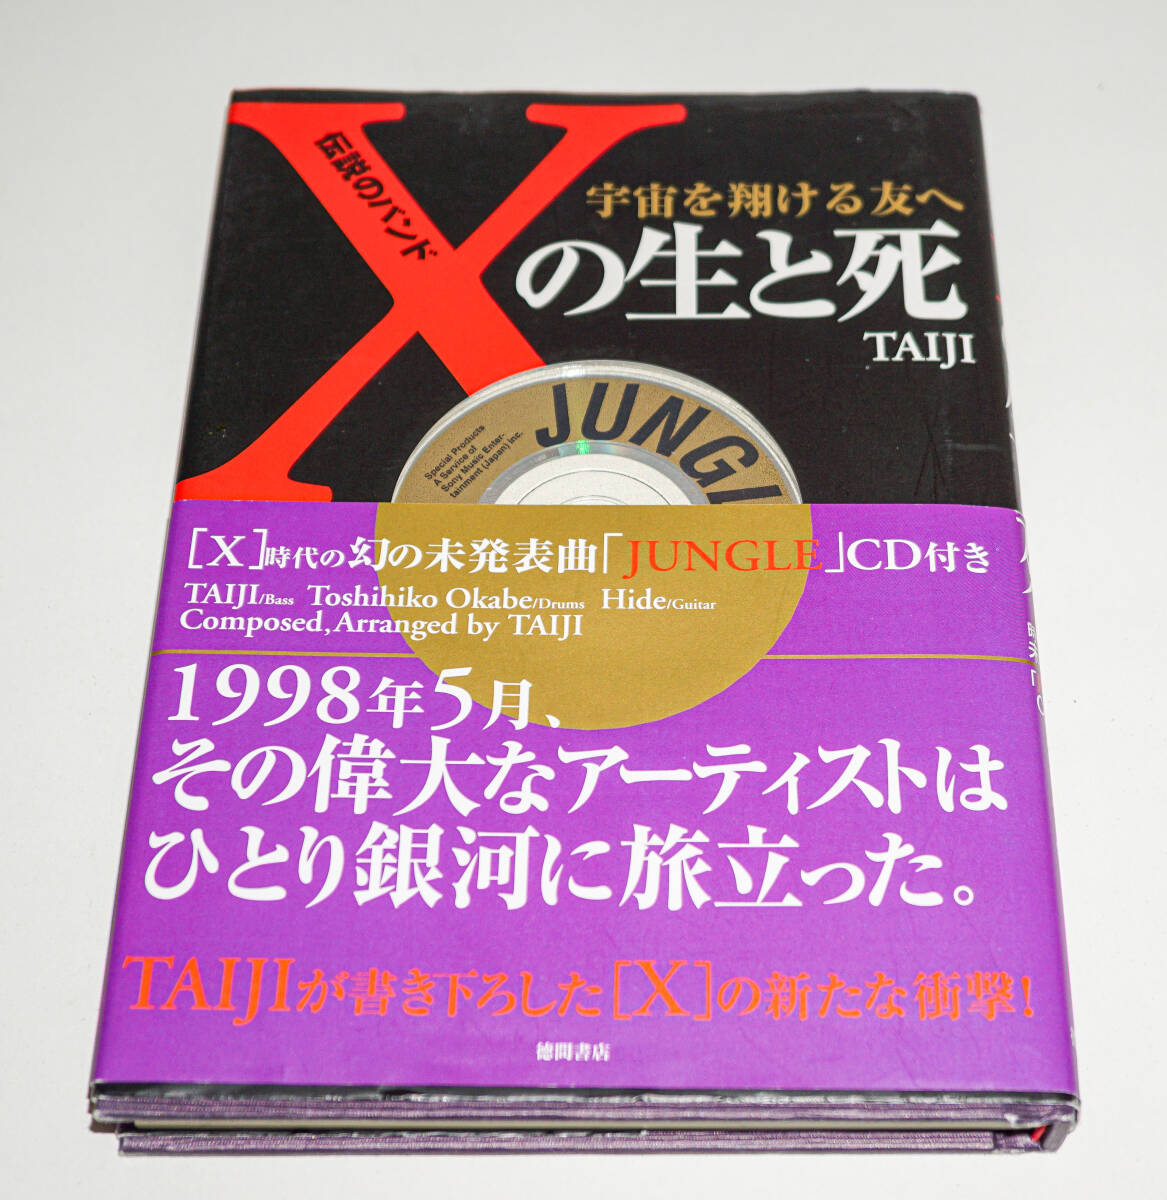 伝説のバンド
宇宙を翔ける友へ
Xの生と死
TAIJI
JUNGL
Special Products
A Service of
Sony Music Enter-
tainment (Japan) Inc.
[X]時代の幻の未発表曲「JUNGLE」CD付き
TAIJI/Bass Toshihiko Okabe/Drums Hide/Guitar
Composed, Arranged by TAIJI
1998年5月、
その偉大なアーティストは
ひとり銀河に旅立った。
TAIJIが書き下ろした[X]の新たな衝撃!
徳間書店